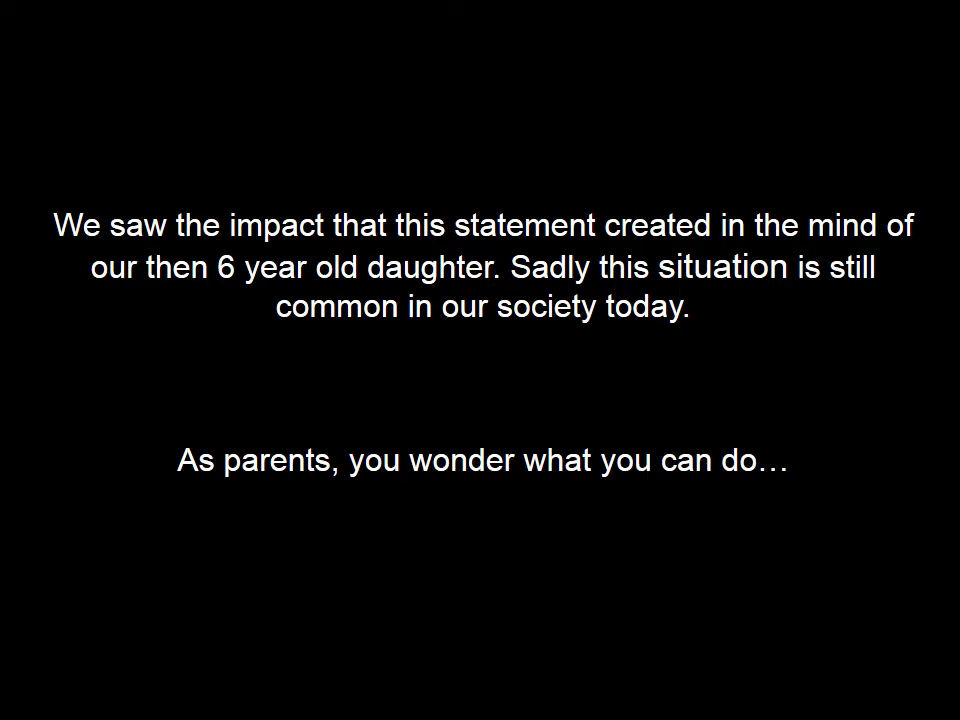 We saw the impact that this statement created in the mind of
our then 6 year old daughter. Sadly this situation is still
common in our society today.
As parents, you wonder what you can do…